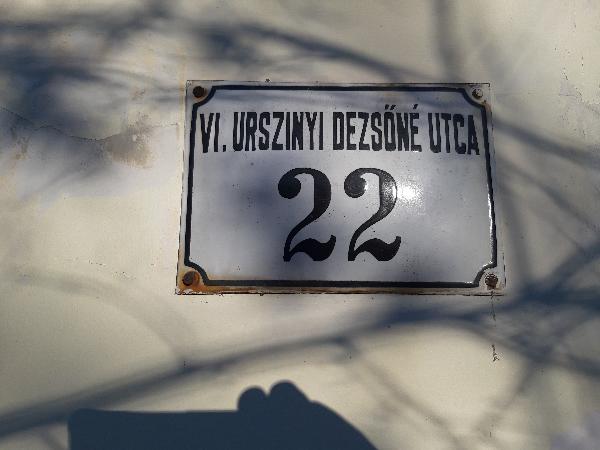 VI. URSZINYI DEZSŐNÉ UTCA
22